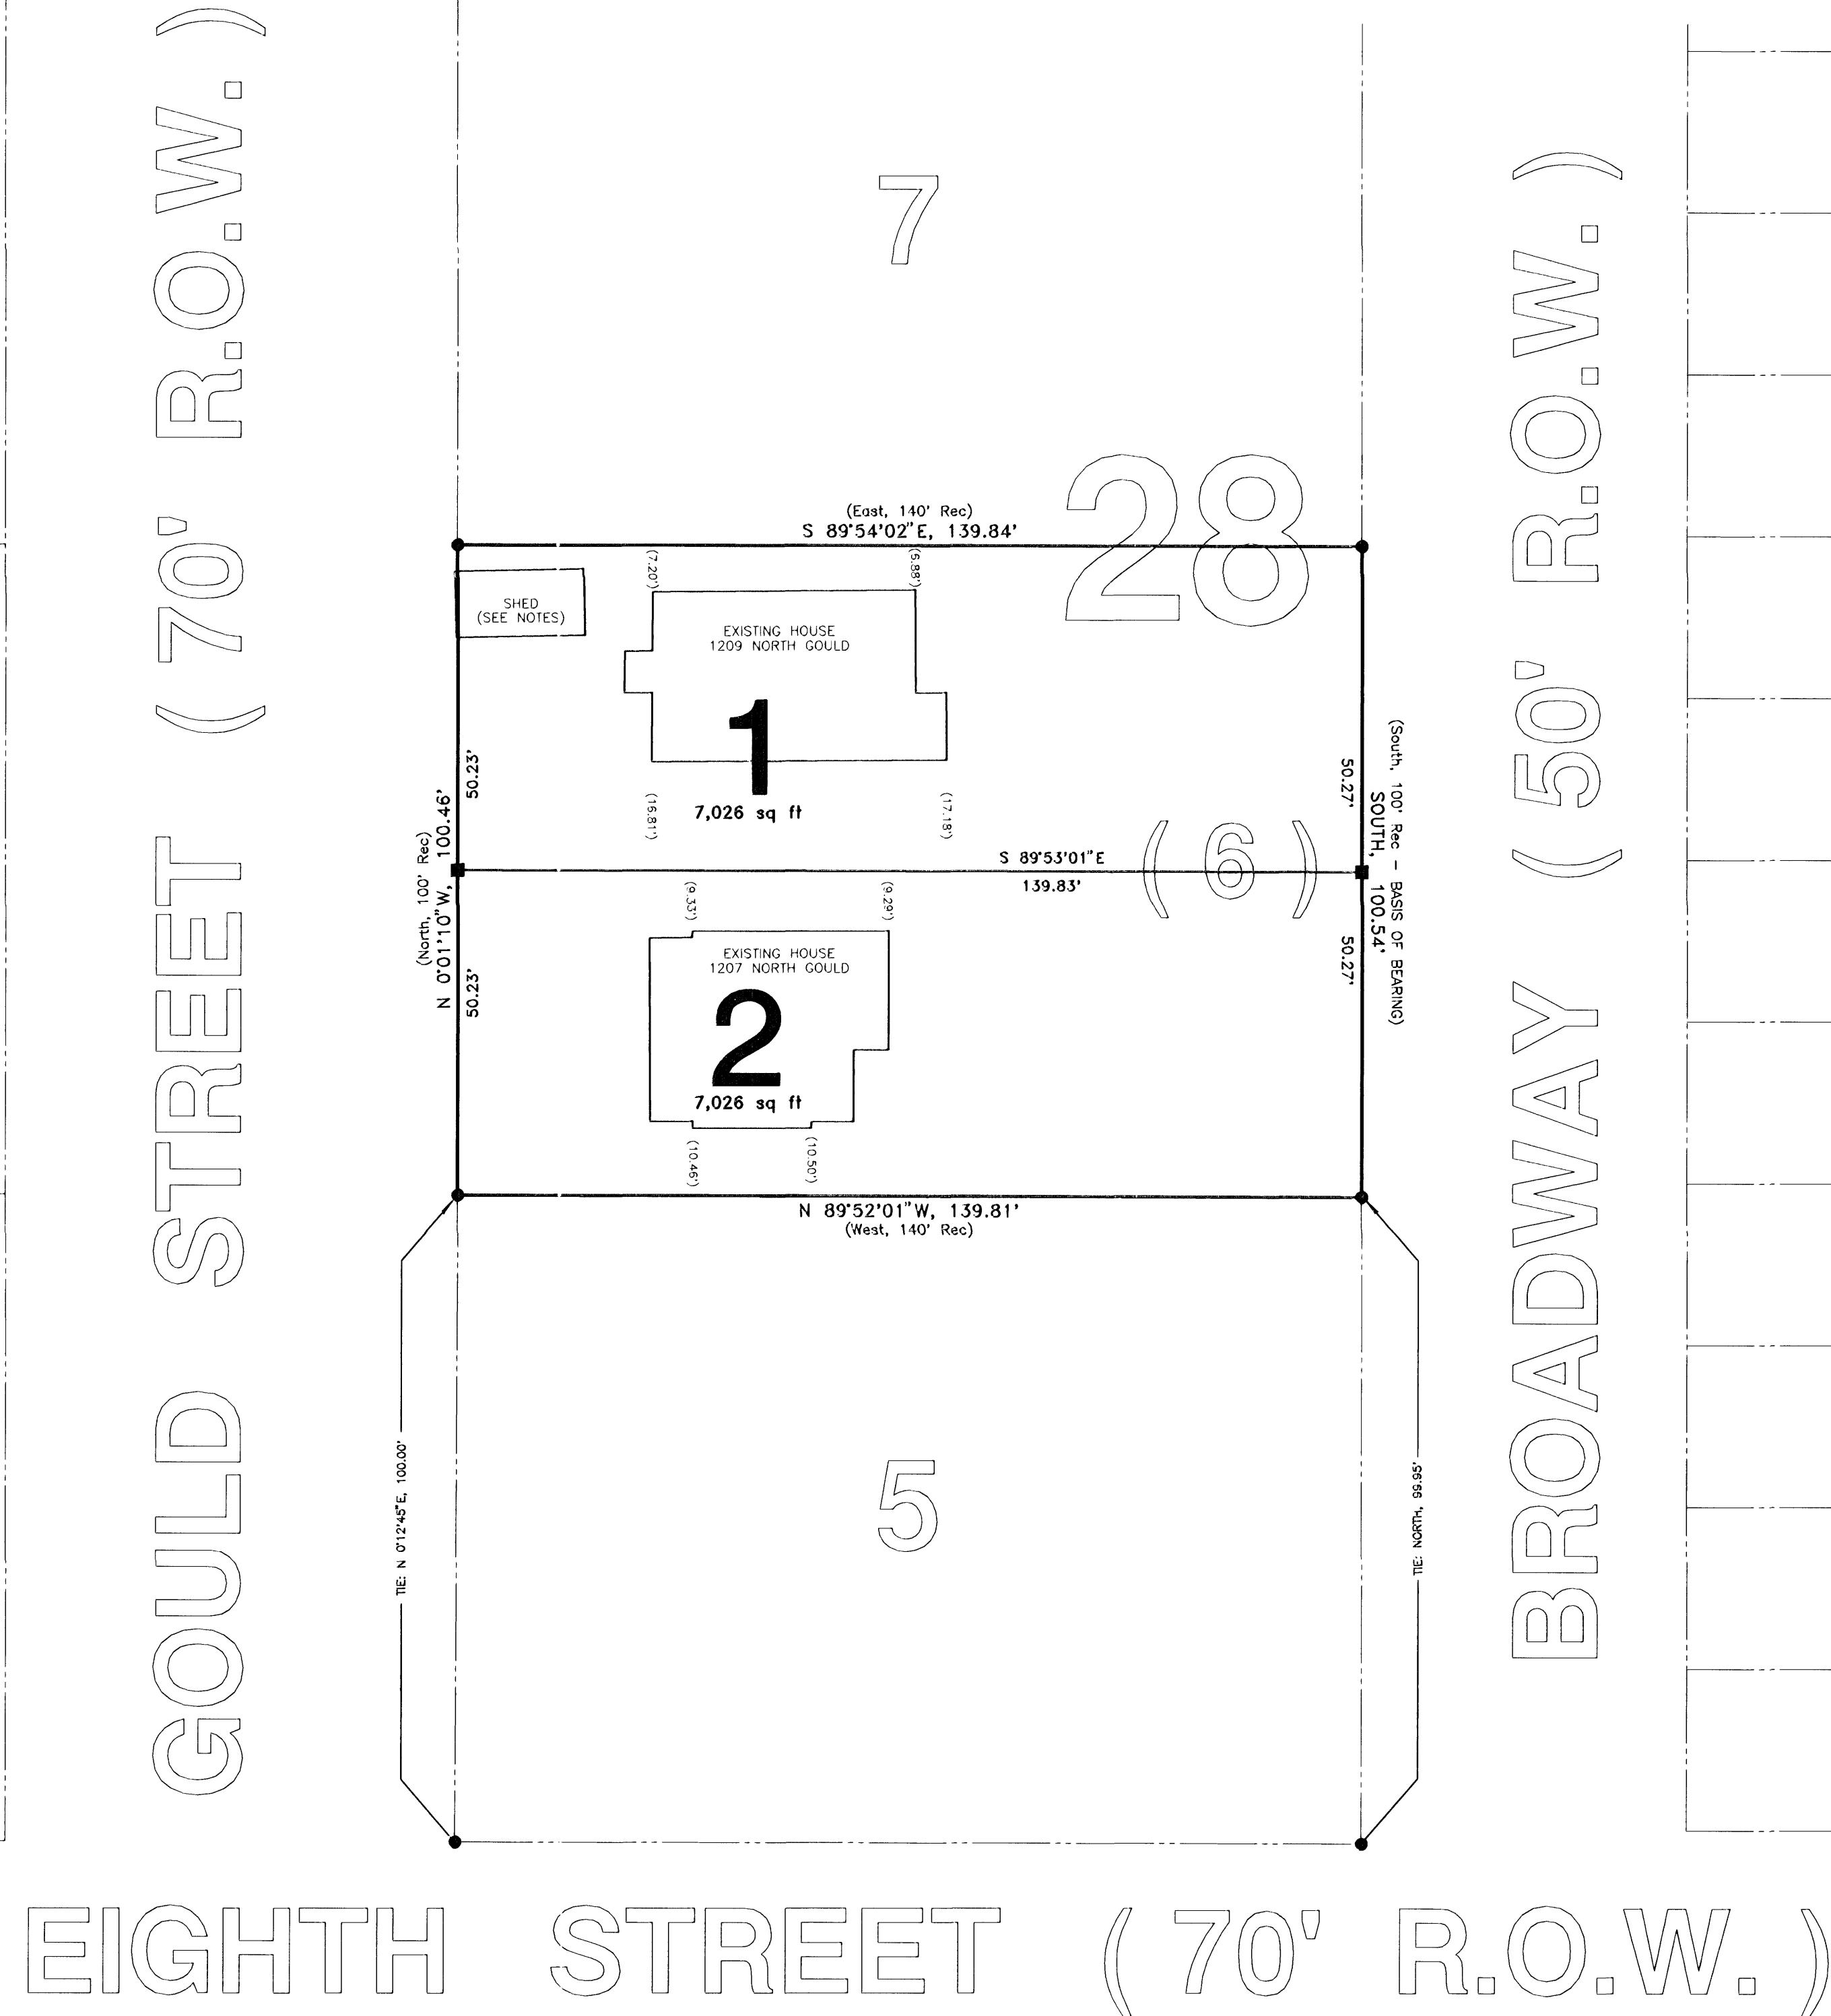 GOULD STREET ( 70' R.O.W. )
7
28
(East, 140' Rec)
S 89°54'02"E, 139.84'
(7.20')
(6.88')
SHED
(SEE NOTES)
EXISTING HOUSE
1209 NORTH GOULD
1
7,026 sq ft
(16.81')
(17.18')
50.23'
50.27'
(North, 100' Rec)
N 0°01'10"W, 100.46'
(South, 100' Rec - BASIS OF BEARING)
SOUTH, 100.54'
S 89°53'01"E
139.83'
( 6 )
(9.33')
(9.29')
EXISTING HOUSE
1207 NORTH GOULD
2
7,026 sq ft
(10.46')
(10.50')
50.23'
50.27'
N 89°52'01"W, 139.81'
(West, 140' Rec)
TIE: N 0°12'45"E, 100.00'
5
TIE: NORTH, 99.95'
BROADWAY ( 50' R.O.W. )
EIGHTH STREET ( 70' R.O.W. )